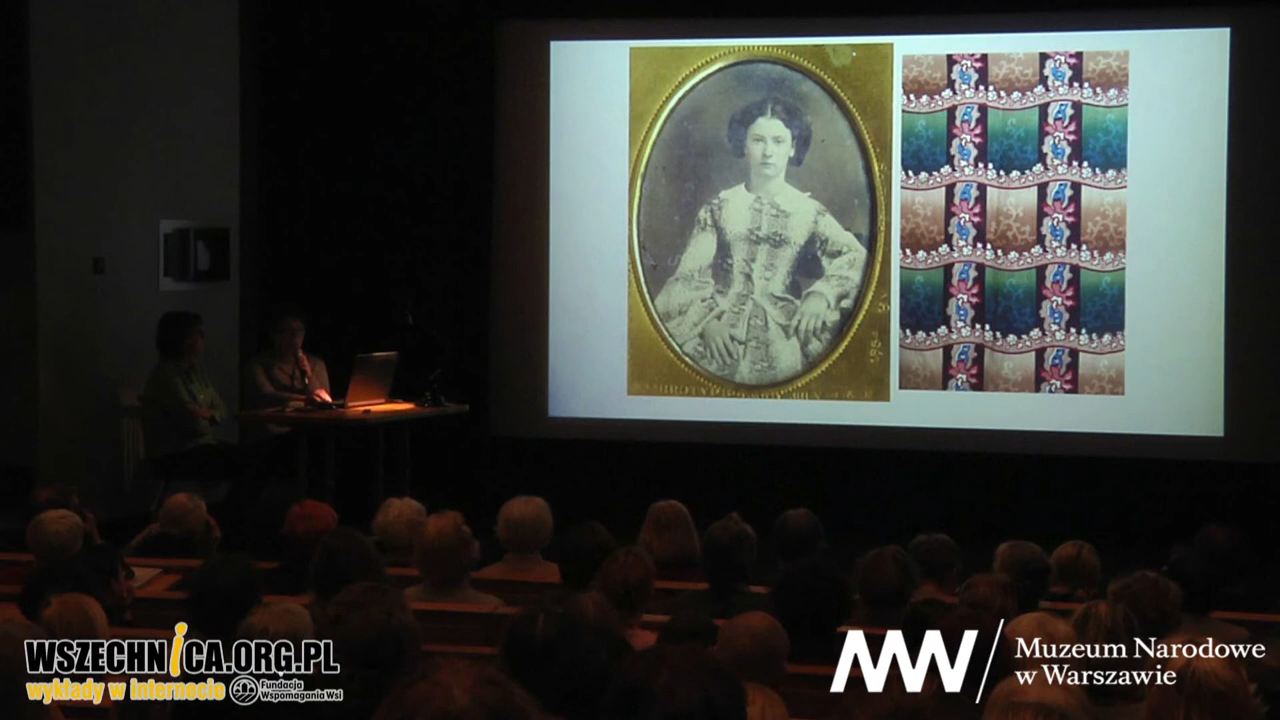 WSZECHNiCA.ORG.PL
wykłady w internecie
Fundacja
Wspomagania Wsi
Muzeum Narodowe
w Warszawie